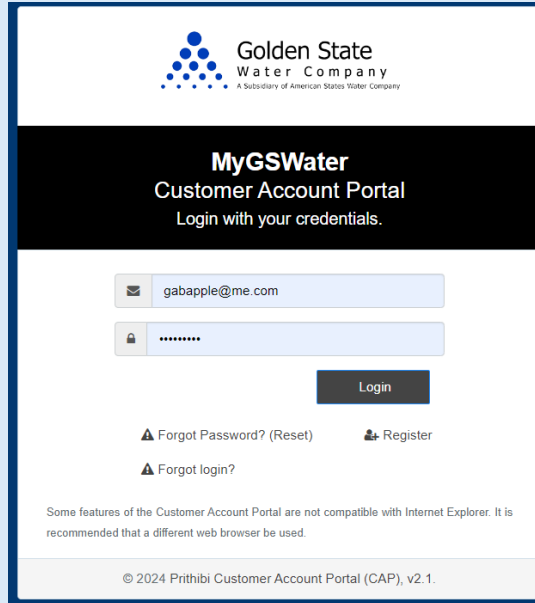 Golden State
Water Company
A Subsidiary of American States Water Company
MyGSWater
Customer Account Portal
Login with your credentials.
gabapple@me.com
•••••••••
Login
Forgot Password? (Reset)
Register
Forgot login?
Some features of the Customer Account Portal are not compatible with Internet Explorer. It is
recommended that a different web browser be used.
© 2024 Prithibi Customer Account Portal (CAP), v2.1.